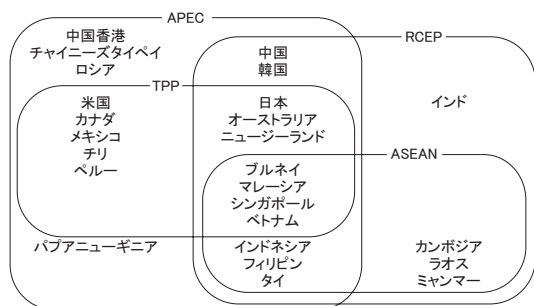 APEC
中国香港
チャイニーズタイペイ
ロシア
中国
韓国
RCEP
TPP
米国
カナダ
メキシコ
チリ
ペルー
日本
オーストラリア
ニュージーランド
インド
ASEAN
ブルネイ
マレーシア
シンガポール
ベトナム
パプアニューギニア
インドネシア
フィリピン
タイ
カンボジア
ラオス
ミャンマー